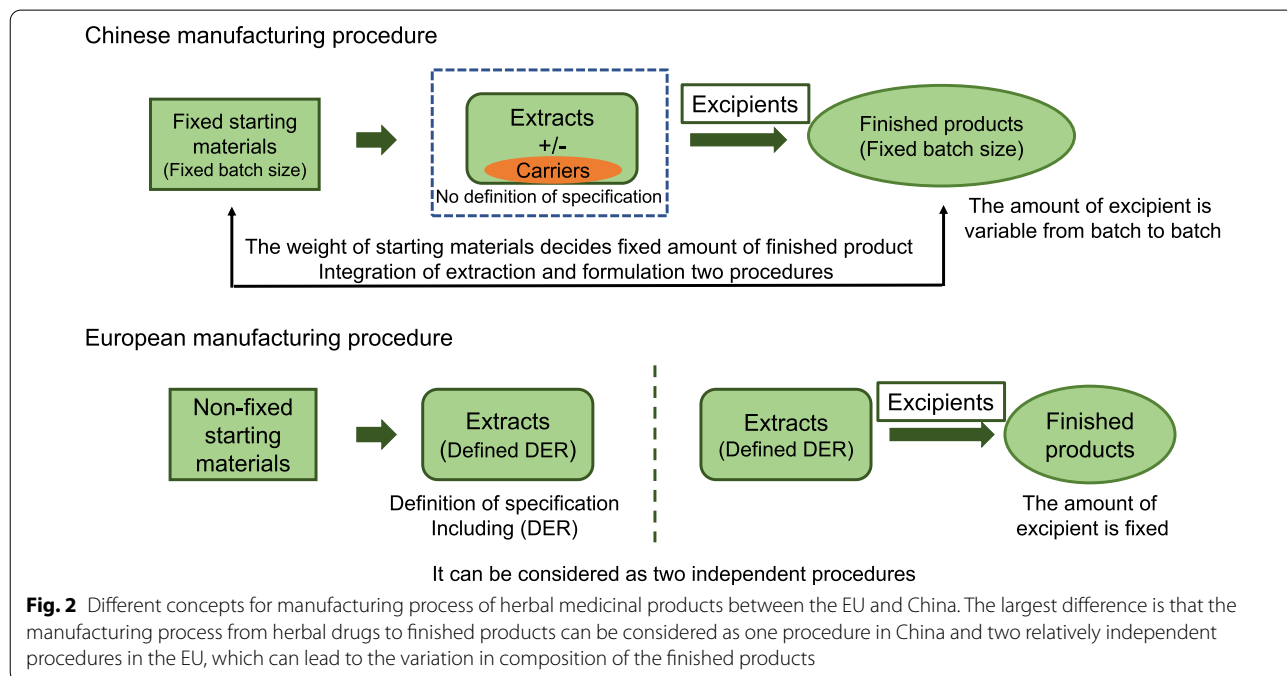 Chinese manufacturing procedure
Fixed starting
materials
(Fixed batch size)
Extracts
+/-
Carriers
No definition of specification
Excipients
Finished products
(Fixed batch size)
The amount of excipient is
variable from batch to batch
The weight of starting materials decides fixed amount of finished product
Integration of extraction and formulation two procedures
European manufacturing procedure
Non-fixed
starting
materials
Extracts
(Defined DER)
Definition of specification
Including (DER)
Extracts
(Defined DER)
Excipients
Finished
products
The amount of
excipient is fixed
It can be considered as two independent procedures
Fig. 2 Different concepts for manufacturing process of herbal medicinal products between the EU and China. The largest difference is that the
manufacturing process from herbal drugs to finished products can be considered as one procedure in China and two relatively independent
procedures in the EU, which can lead to the variation in composition of the finished products